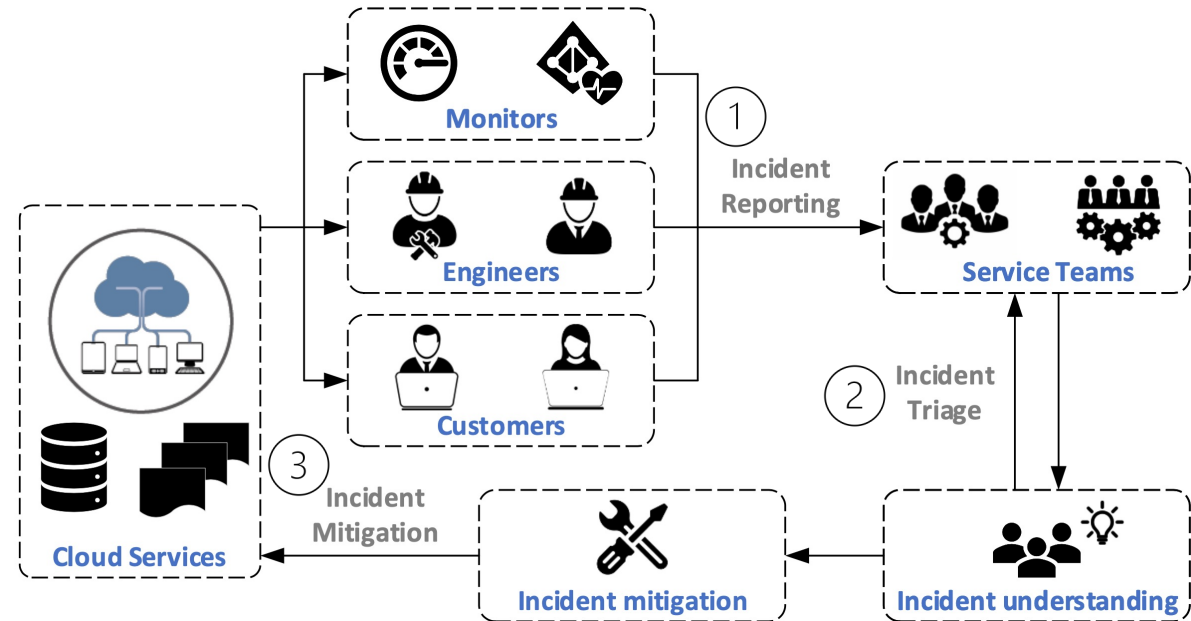 Monitors
1
Incident
Reporting
Engineers
Service Teams
Customers
2
Incident
Triage
3
Incident
Mitigation
Cloud Services
Incident mitigation
Incident understanding